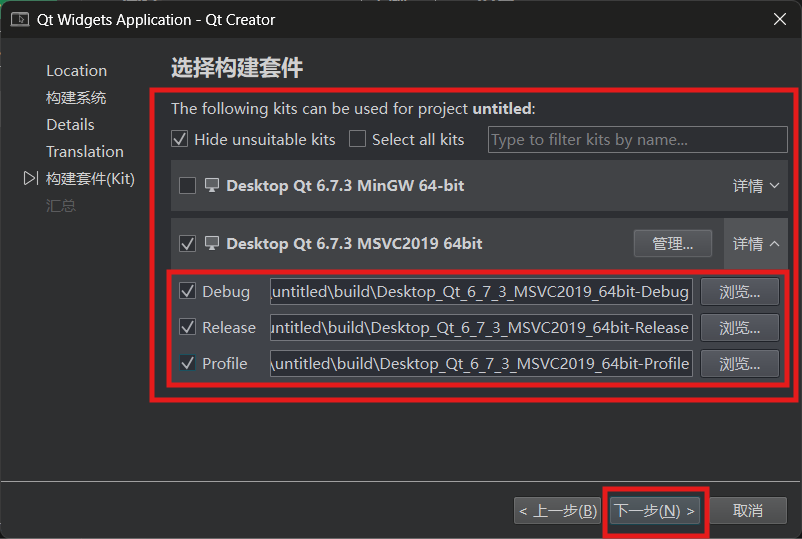 Qt Widgets Application - Qt Creator
Location
构建系统
Details
Translation
构建套件(Kit)
汇总
选择构建套件
The following kits can be used for project untitled:
Hide unsuitable kits Select all kits Type to filter kits by name...
Desktop Qt 6.7.3 MinGW 64-bit 详情
Desktop Qt 6.7.3 MSVC2019 64bit 管理... 详情
Debug \untitled\build\Desktop_Qt_6_7_3_MSVC2019_64bit-Debug 浏览...
Release untitled\build\Desktop_Qt_6_7_3_MSVC2019_64bit-Release 浏览...
Profile \untitled\build\Desktop_Qt_6_7_3_MSVC2019_64bit-Profile 浏览...
< 上一步(B) 下一步(N) > 取消